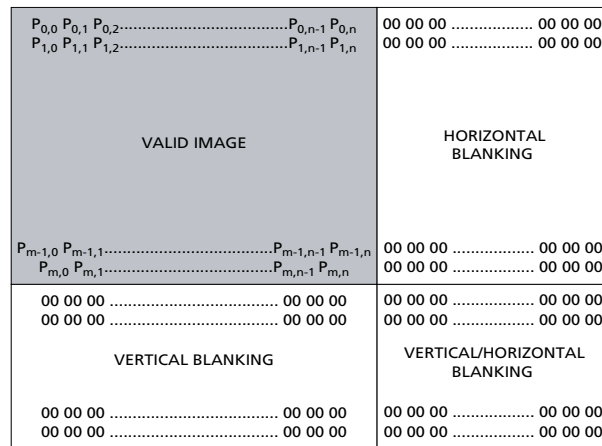 P0,0 P0,1 P0,2.....................................P0,n-1 P0,n
00 00 00 .................. 00 00 00
P1,0 P1,1 P1,2.....................................P1,n-1 P1,n
00 00 00 .................. 00 00 00
VALID IMAGE
HORIZONTAL
BLANKING
Pm-1,0 Pm-1,1.....................................Pm-1,n-1 Pm-1,n
00 00 00 .................. 00 00 00
Pm,0 Pm,1.....................................Pm,n-1 Pm,n
00 00 00 .................. 00 00 00
00 00 00 ..................................... 00 00 00
00 00 00 .................. 00 00 00
00 00 00 ..................................... 00 00 00
00 00 00 .................. 00 00 00
VERTICAL BLANKING
VERTICAL/HORIZONTAL
BLANKING
00 00 00 ..................................... 00 00 00
00 00 00 .................. 00 00 00
00 00 00 ..................................... 00 00 00
00 00 00 .................. 00 00 00